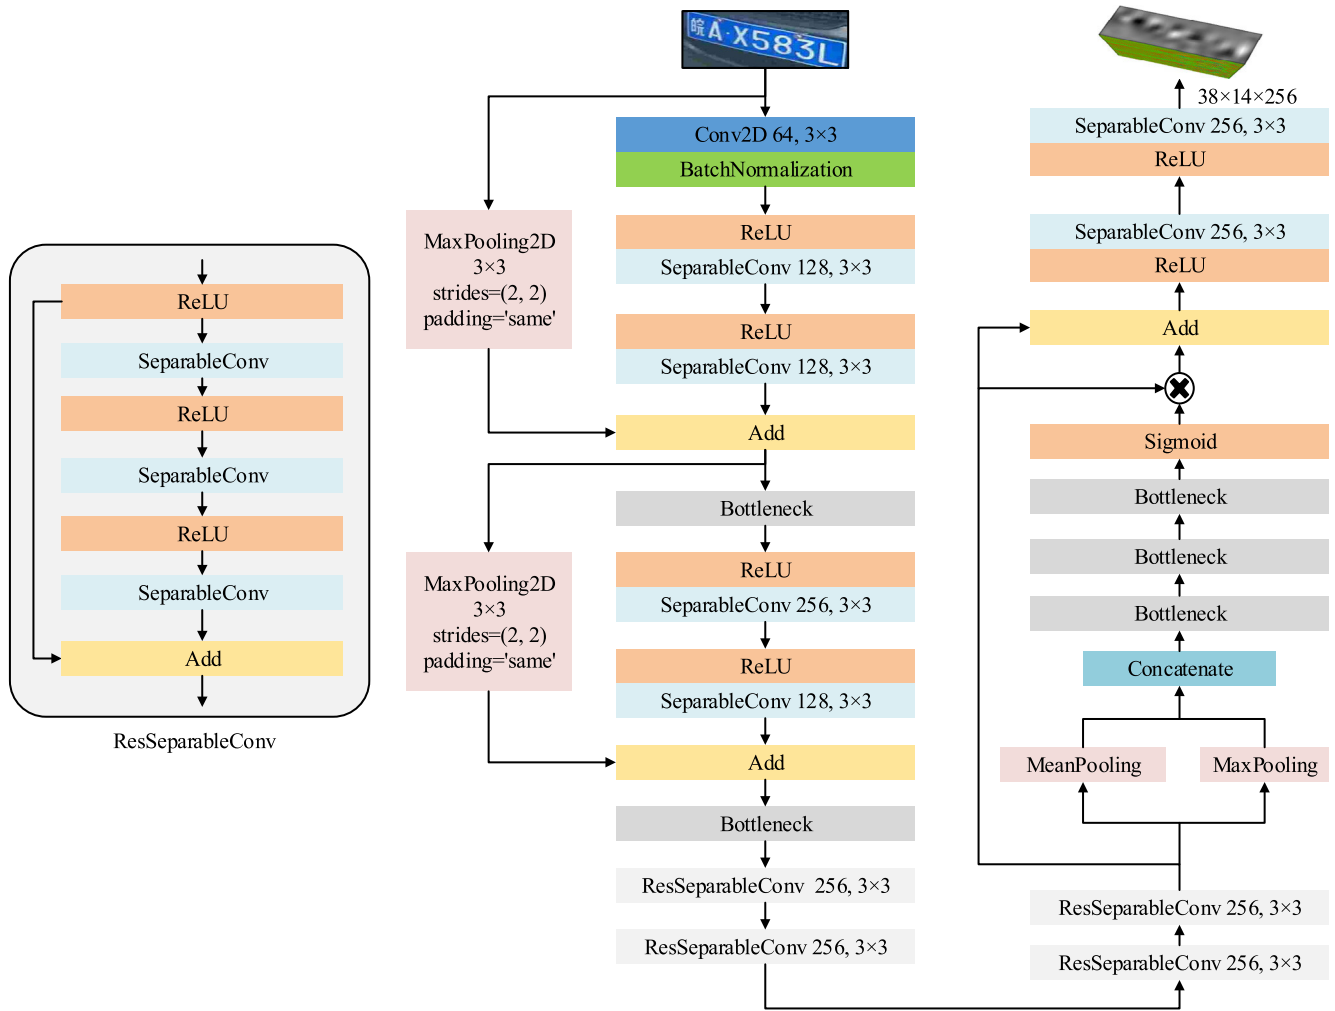 ReLU
SeparableConv
ReLU
SeparableConv
ReLU
SeparableConv
Add
ResSeparableConv
皖A·X583L
Conv2D 64, 3×3
BatchNormalization
MaxPooling2D
3×3
strides=(2, 2)
padding='same'
ReLU
SeparableConv 128, 3×3
ReLU
SeparableConv 128, 3×3
Add
Bottleneck
MaxPooling2D
3×3
strides=(2, 2)
padding='same'
ReLU
SeparableConv 256, 3×3
ReLU
SeparableConv 128, 3×3
Add
Bottleneck
ResSeparableConv  256, 3×3
ResSeparableConv 256, 3×3
38×14×256
SeparableConv 256, 3×3
ReLU
SeparableConv 256, 3×3
ReLU
Add
Sigmoid
Bottleneck
Bottleneck
Bottleneck
Concatenate
MeanPooling
MaxPooling
ResSeparableConv 256, 3×3
ResSeparableConv 256, 3×3